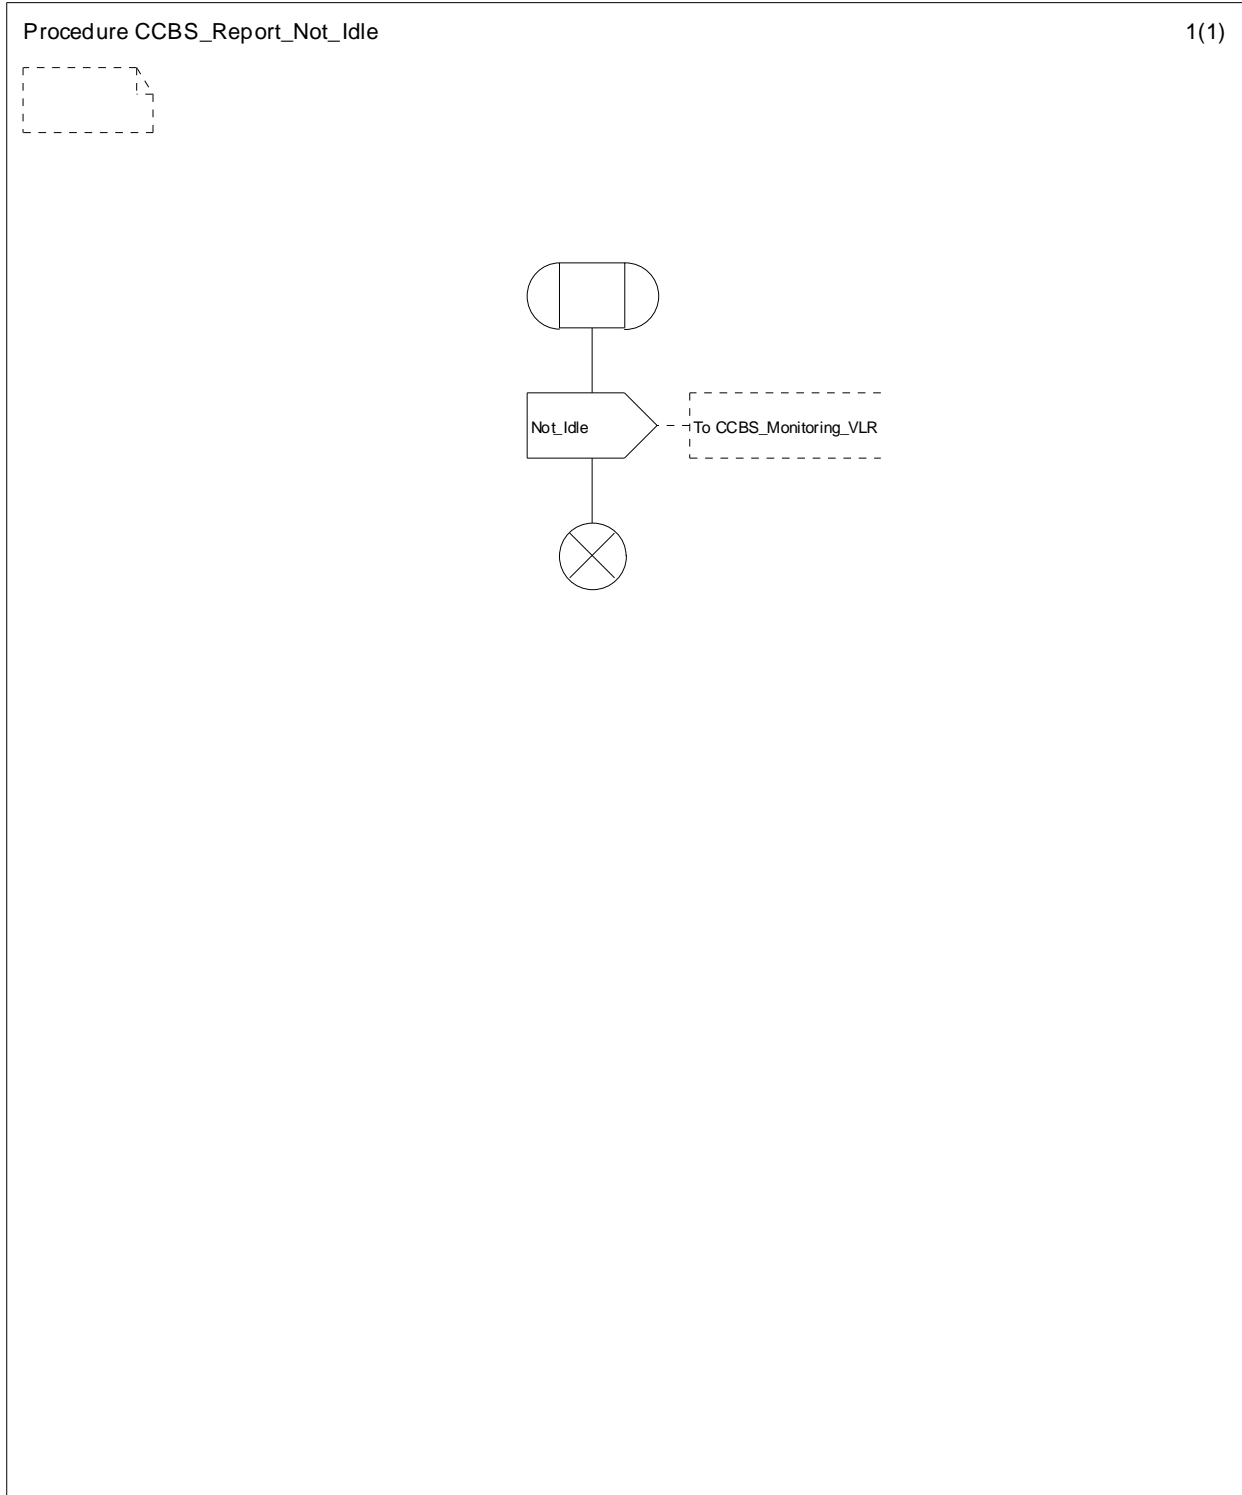 Procedure CCBS_Report_Not_Idle
1(1)
Not_Idle
To CCBS_Monitoring_VLR